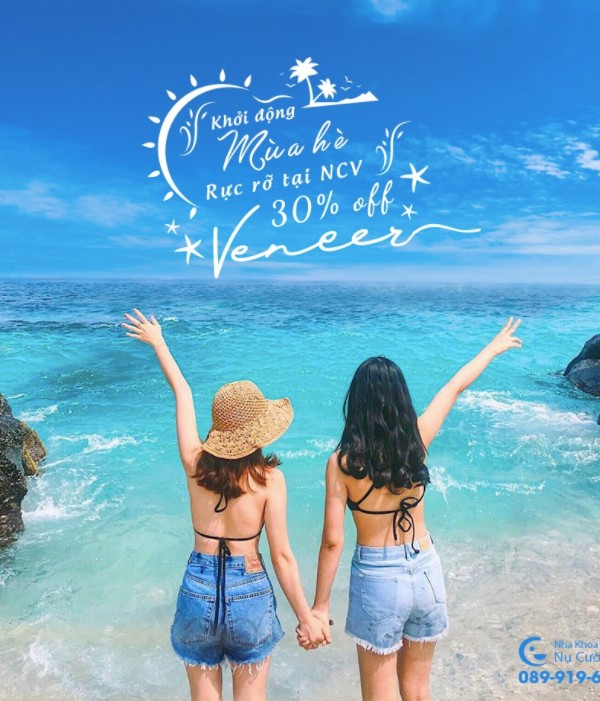 Khởi động
Mùa hè
Rực rỡ tại NCV
30% off
Veneer
Nha Khoa
Nụ Cườ
089-919-6